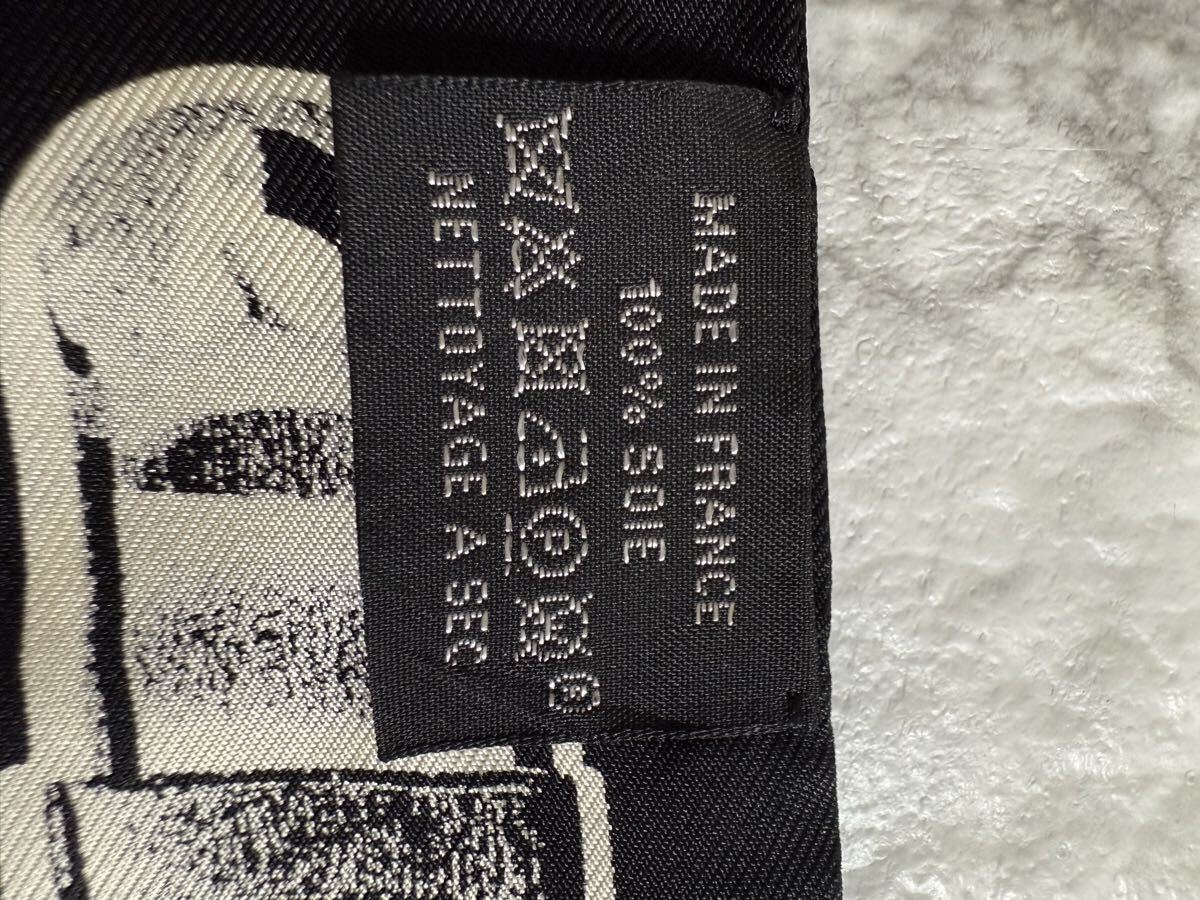 MADE IN FRANCE
100% SOIE
P
®
NETTOYAGE A SEC